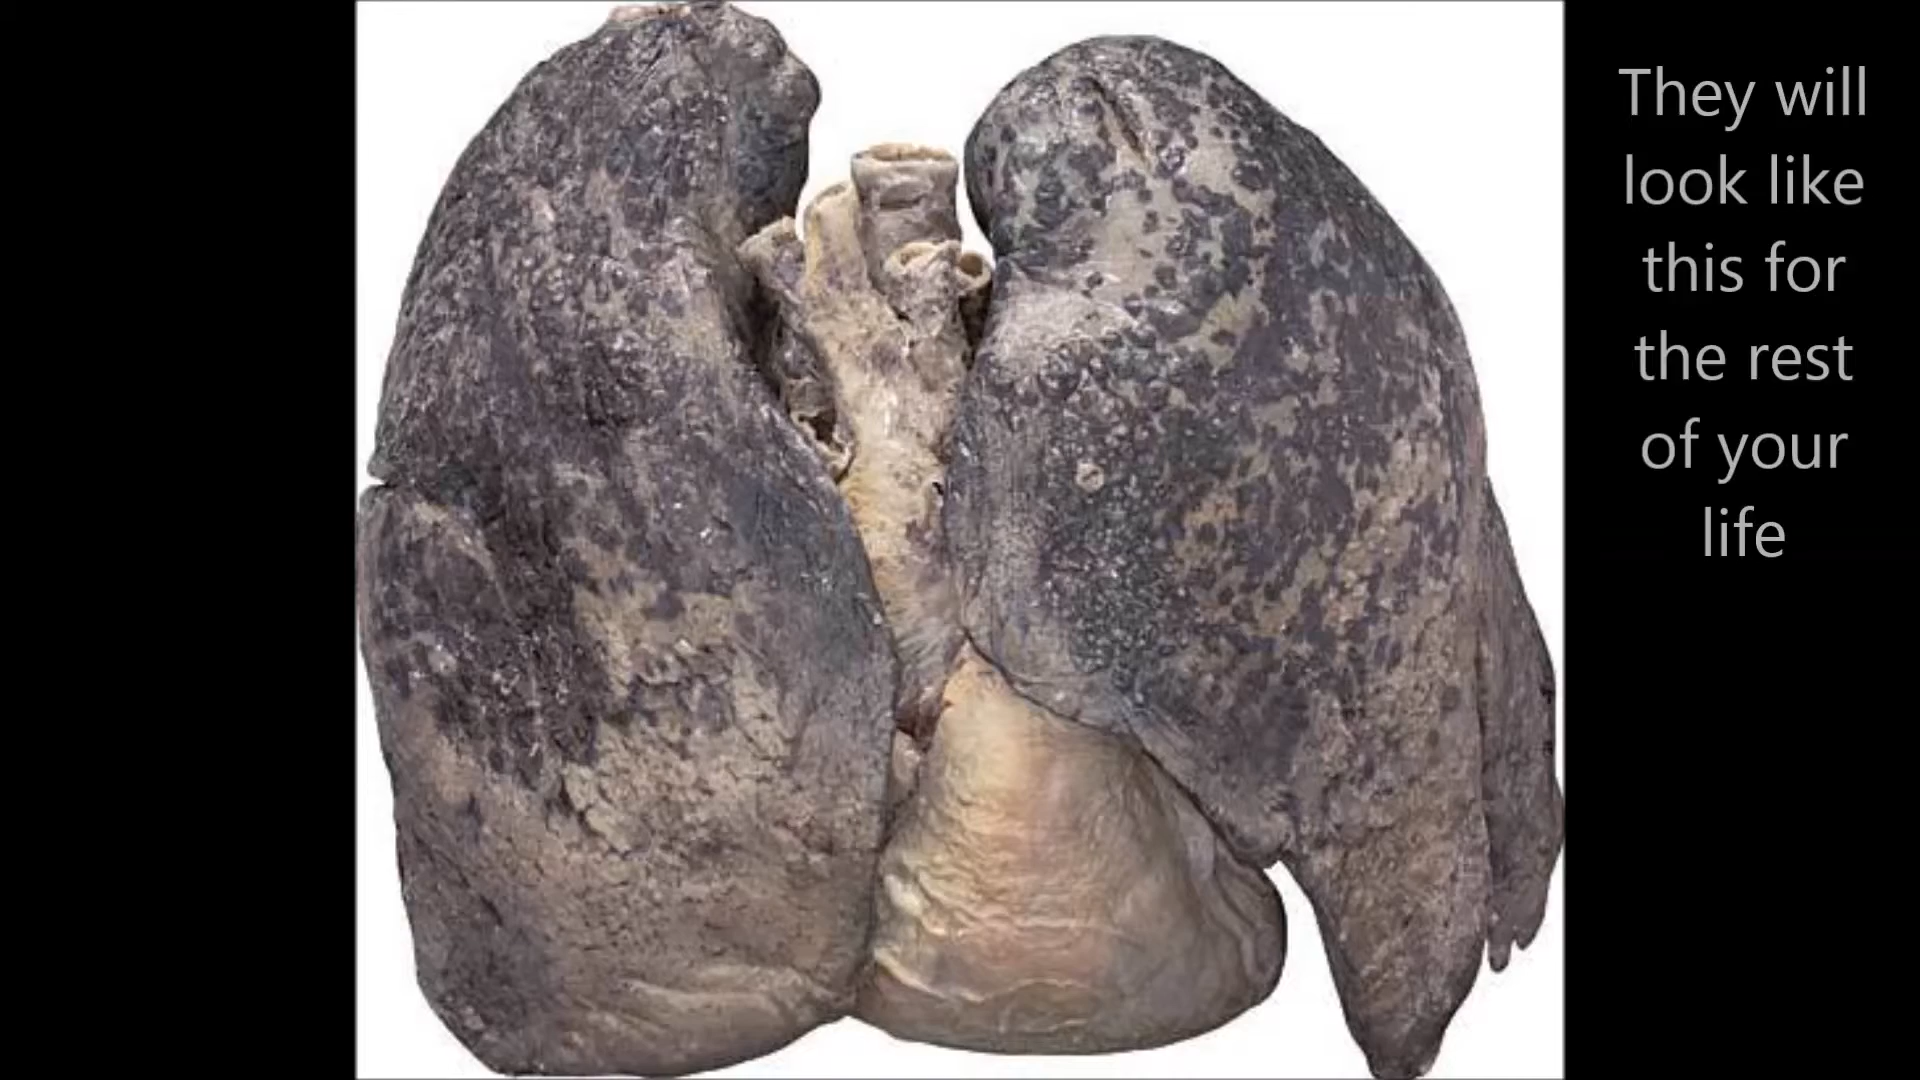 They will
look like
this for
the rest
of your
life